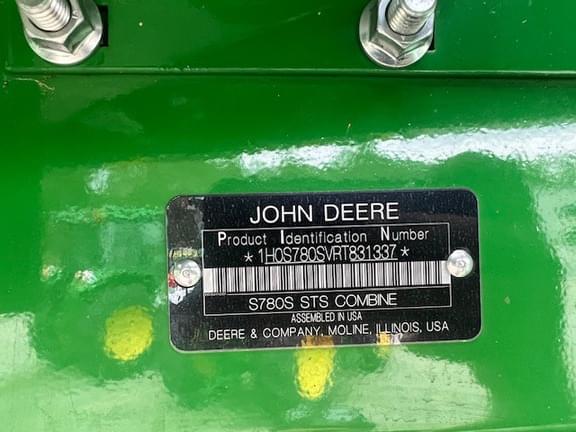 JOHN DEERE
Product Identification Number
*1H0S780SVRT831337*
S780S STS COMBINE
ASSEMBLED IN USA
DEERE & COMPANY, MOLINE, ILLINOIS, USA